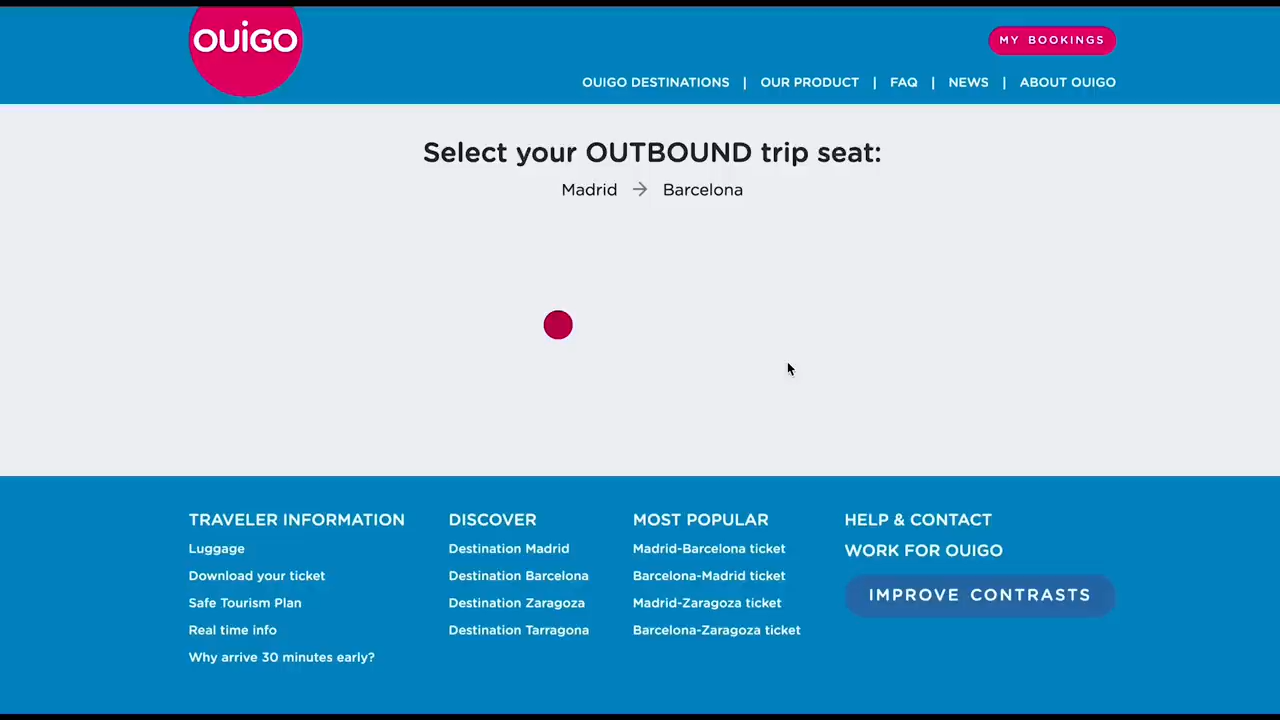 OUIGO
MY BOOKINGS
OUIGO DESTINATIONS | OUR PRODUCT | FAQ | NEWS | ABOUT OUIGO
Select your OUTBOUND trip seat:
Madrid → Barcelona
TRAVELER INFORMATION
Luggage
Download your ticket
Safe Tourism Plan
Real time info
Why arrive 30 minutes early?
DISCOVER
Destination Madrid
Destination Barcelona
Destination Zaragoza
Destination Tarragona
MOST POPULAR
Madrid-Barcelona ticket
Barcelona-Madrid ticket
Madrid-Zaragoza ticket
Barcelona-Zaragoza ticket
HELP & CONTACT
WORK FOR OUIGO
IMPROVE CONTRASTS